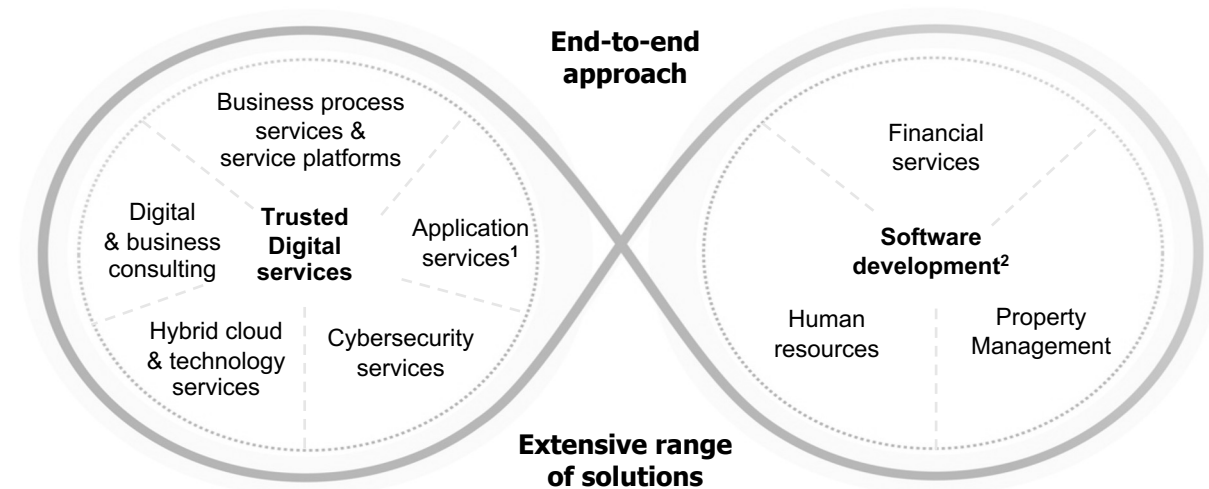 End-to-end
approach
Business process
services &
service platforms
Digital
& business
consulting
Trusted
Digital
services
Application
services¹
Hybrid cloud
& technology
services
Cybersecurity
services
Financial
services
Software
development²
Human
resources
Property
Management
Extensive range
of solutions